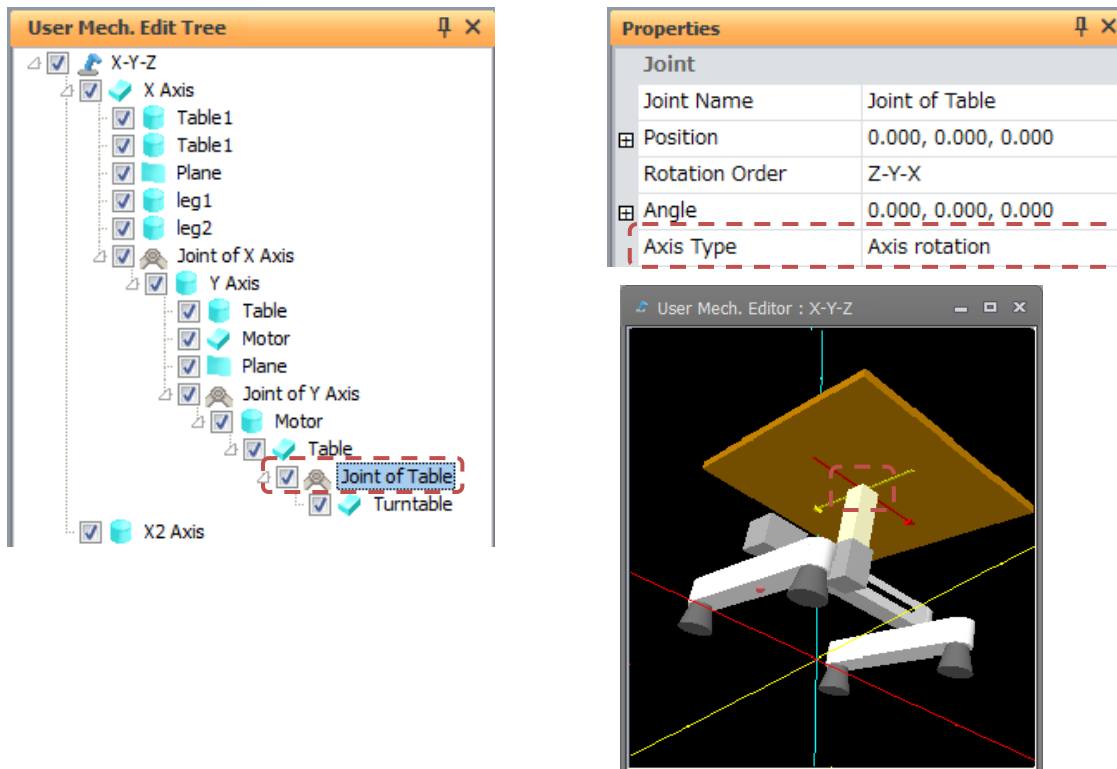 User Mech. Edit Tree
X-Y-Z
X Axis
Table1
Table1
Plane
leg1
leg2
Joint of X Axis
Y Axis
Table
Motor
Plane
Joint of Y Axis
Motor
Table
Joint of Table
Turntable
X2 Axis
Properties
Joint
Joint Name Joint of Table
Position 0.000, 0.000, 0.000
Rotation Order Z-Y-X
Angle 0.000, 0.000, 0.000
Axis Type Axis rotation
User Mech. Editor : X-Y-Z